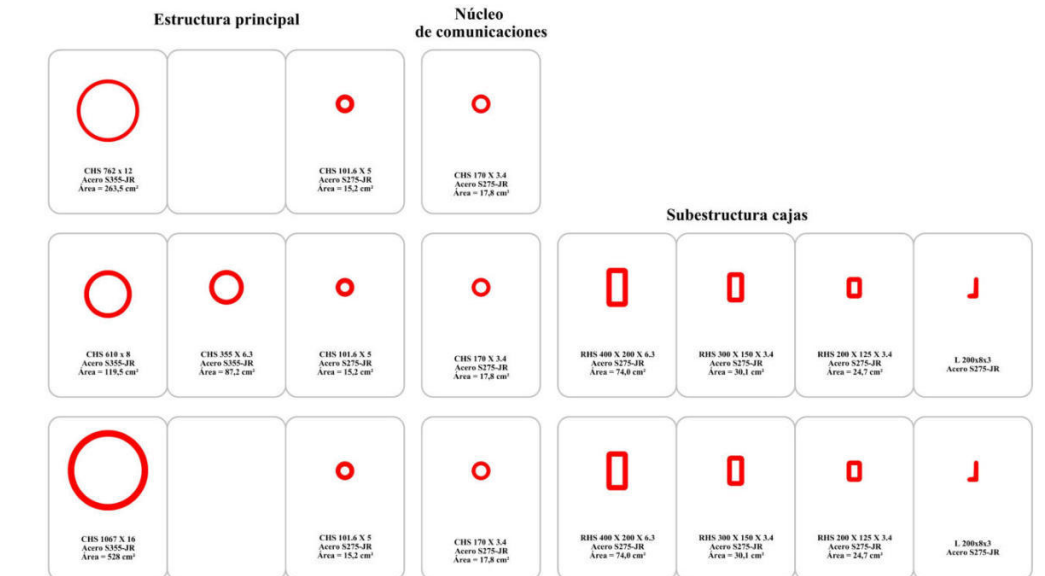 Estructura principal
Núcleo
de comunicaciones
CHS 762 x 12
Acero S355-JR
Área = 263,5 cm²
CHS 101.6 X 5
Acero S275-JR
Área = 15,2 cm²
CHS 170 X 3.4
Acero S275-JR
Área = 17,8 cm²
Subestructura cajas
CHS 610 x 8
Acero S355-JR
Área = 119,5 cm²
CHS 355 X 6.3
Acero S355-JR
Área = 87,2 cm²
CHS 101.6 X 5
Acero S275-JR
Área = 15,2 cm²
CHS 170 X 3.4
Acero S275-JR
Área = 17,8 cm²
RHS 400 X 200 X 6.3
Acero S275-JR
Área = 74,0 cm²
RHS 300 X 150 X 3.4
Acero S275-JR
Área = 30,1 cm²
RHS 200 X 125 X 3.4
Acero S275-JR
Área = 24,7 cm²
L 200x8x3
Acero S275-JR
CHS 1067 X 16
Acero S355-JR
Área = 528 cm²
CHS 101.6 X 5
Acero S275-JR
Área = 15,2 cm²
CHS 170 X 3.4
Acero S275-JR
Área = 17,8 cm²
RHS 400 X 200 X 6.3
Acero S275-JR
Área = 74,0 cm²
RHS 300 X 150 X 3.4
Acero S275-JR
Área = 30,1 cm²
RHS 200 X 125 X 3.4
Acero S275-JR
Área = 24,7 cm²
L 200x8x3
Acero S275-JR